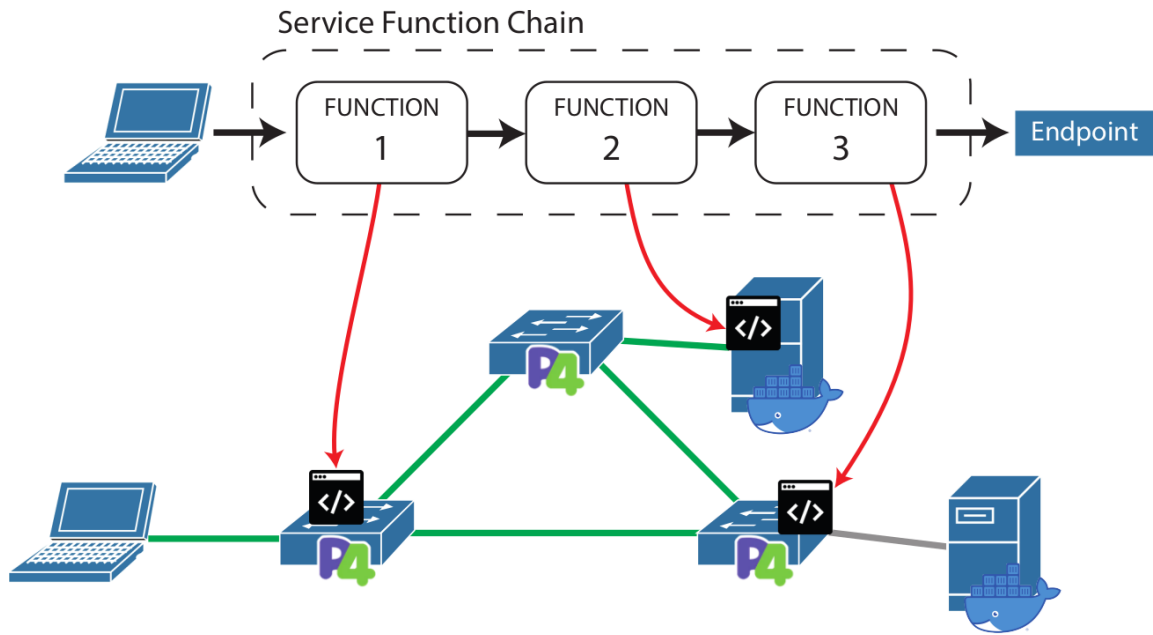 Service Function Chain
FUNCTION
1
FUNCTION
2
FUNCTION
3
Endpoint
</>
P4
</>
</>
P4
P4